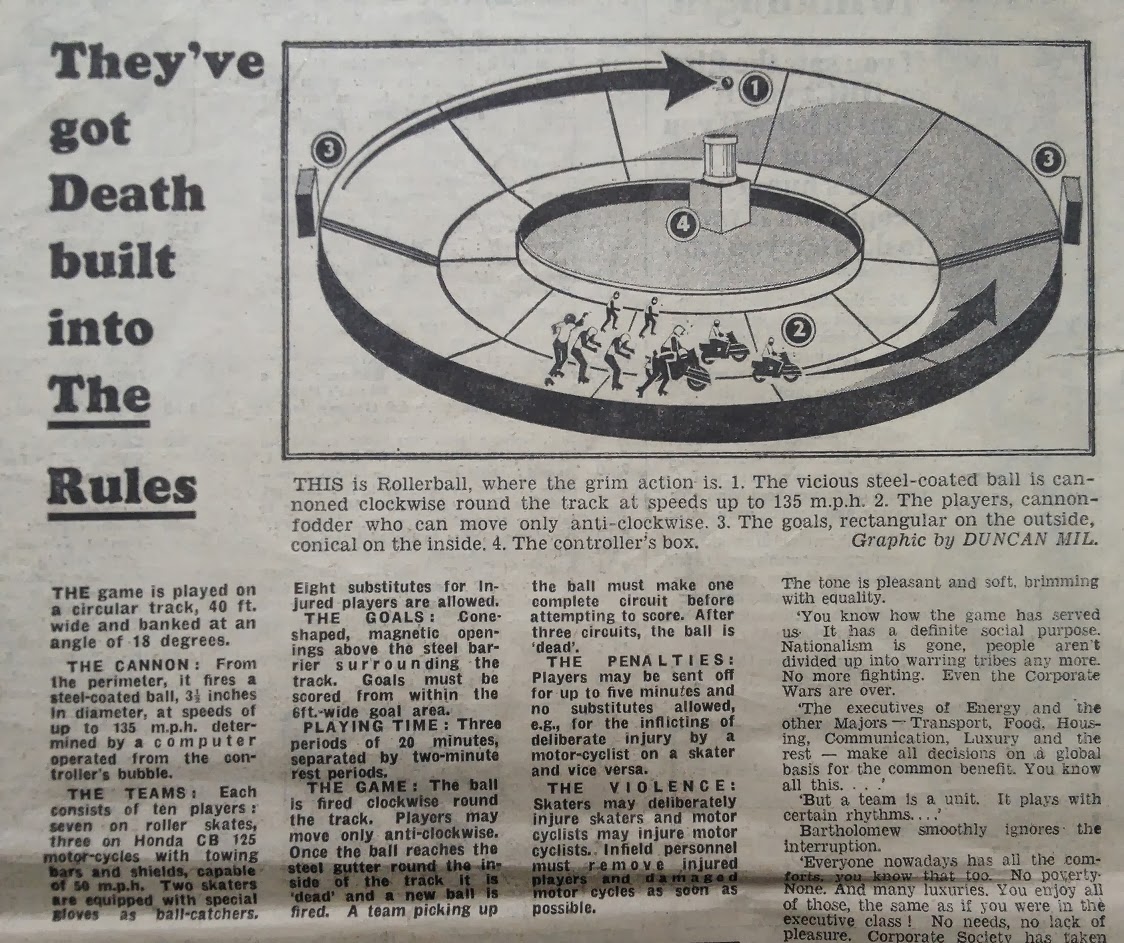 They've
got
Death
built
into
The
Rules
1
3
3
4
2
THIS is Rollerball, where the grim action is. 1. The vicious steel-coated ball is can-
noned clockwise round the track at speeds up to 135 m.p.h. 2. The players, cannon-
fodder who can move only anti-clockwise. 3. The goals, rectangular on the outside,
conical on the inside. 4. The controller's box. Graphic by DUNCAN MIL.
THE game is played on
a circular track, 40 ft.
wide and banked at an
angle of 18 degrees.
THE CANNON: From
the perimeter, it fires a
steel-coated ball, 3½ inches
in diameter, at speeds of
up to 135 m.p.h. deter-
mined by a computer
operated from the con-
troller's bubble.
THE TEAMS: Each
consists of ten players:
seven on roller skates,
three on Honda CB 125
motor-cycles with towing
bars and shields, capable
of 50 m.p.h. Two skaters
are equipped with special
gloves as ball-catchers.
Eight substitutes for in-
jured players are allowed.
THE GOALS: Cone-
shaped, magnetic open-
ings above the steel bar-
rier surrounding the
track. Goals must be
scored from within the
6ft.-wide goal area.
PLAYING TIME: Three
periods of 20 minutes,
separated by two-minute
rest periods.
THE GAME: The ball
is fired clockwise round
the track. Players may
move only anti-clockwise.
Once the ball reaches the
steel gutter round the in-
side of the track it is
'dead' and a new ball is
fired. A team picking up
the ball must make one
complete circuit before
attempting to score. After
three circuits, the ball is
'dead'.
THE PENALTIES:
Players may be sent off
for up to five minutes and
no substitutes allowed,
e.g., for the inflicting of
deliberate injury by a
motor-cyclist on a skater
and vice versa.
THE VIOLENCE:
Skaters may deliberately
injure skaters and motor
cyclists may injure motor
cyclists. Infield personnel
must remove injured
players and damaged
motor cycles as soon as
possible.
The tone is pleasant and soft, brimming
with equality.
'You know how the game has served
us. It has a definite social purpose.
Nationalism is gone, people aren't
divided up into warring tribes any more.
No more fighting. Even the Corporate
Wars are over.
'The executives of Energy and the
other Majors — Transport, Food, Hous-
ing, Communication, Luxury and the
rest — make all decisions on a global
basis for the common benefit. You know
all this. . . .'
'But a team is a unit. It plays with
certain rhythms. . . .'
Bartholomew smoothly ignores the
interruption.
'Everyone nowadays has all the com-
forts, you know that too. No poverty.
None. And many luxuries. You enjoy all
of those, the same as if you were in the
executive class! No needs, no lack of
pleasure. Corporate Society has taken